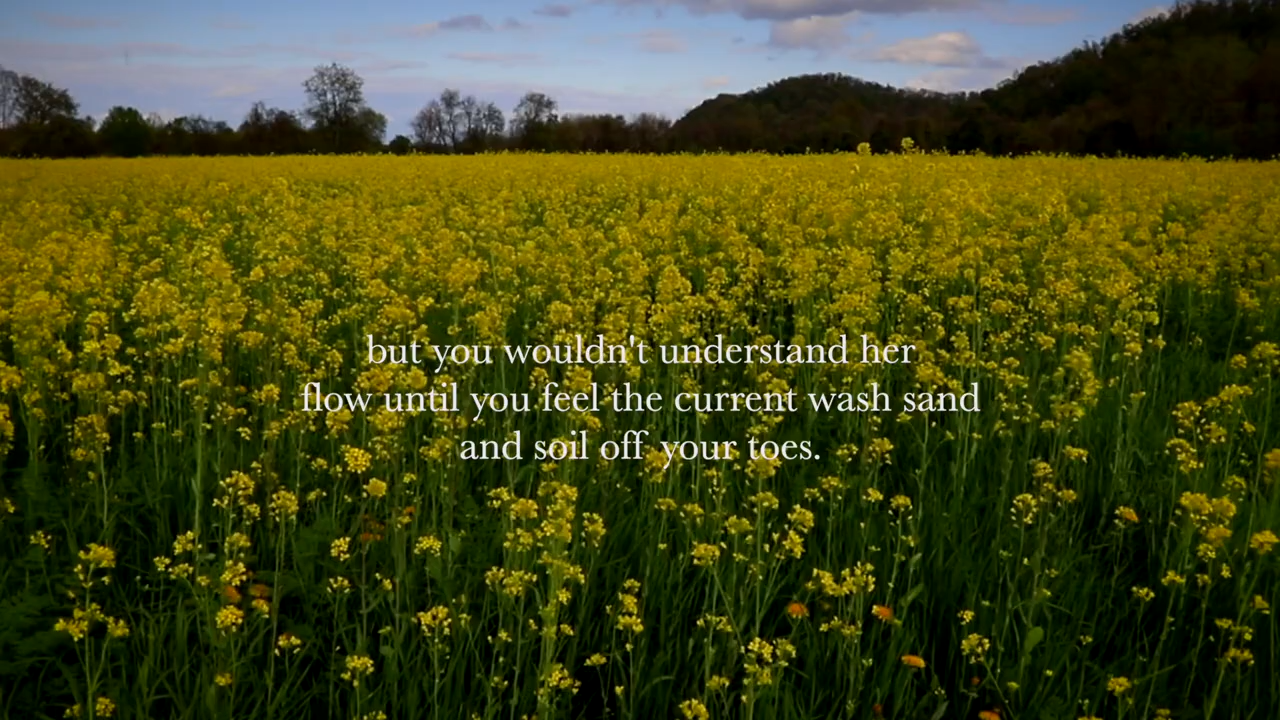 but you wouldn't understand her
flow until you feel the current wash sand
and soil off your toes.